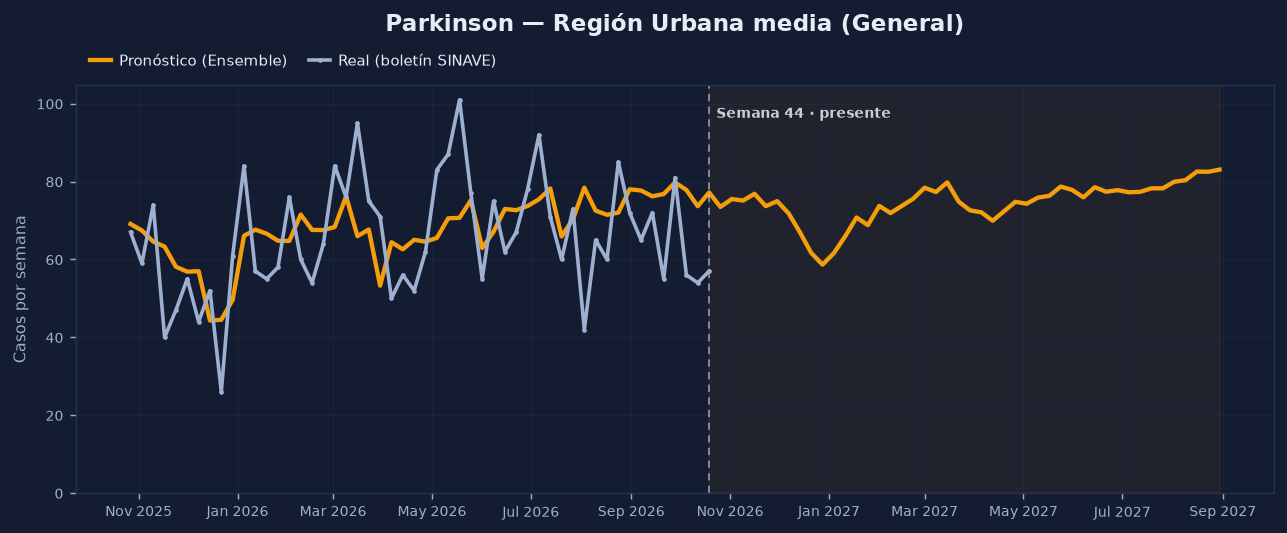 Parkinson — Región Urbana media (General)
Pronóstico (Ensemble)
Real (boletín SINAVE)
Semana 44 · presente
Casos por semana
100
80
60
40
20
0
Nov 2025
Jan 2026
Mar 2026
May 2026
Jul 2026
Sep 2026
Nov 2026
Jan 2027
Mar 2027
May 2027
Jul 2027
Sep 2027